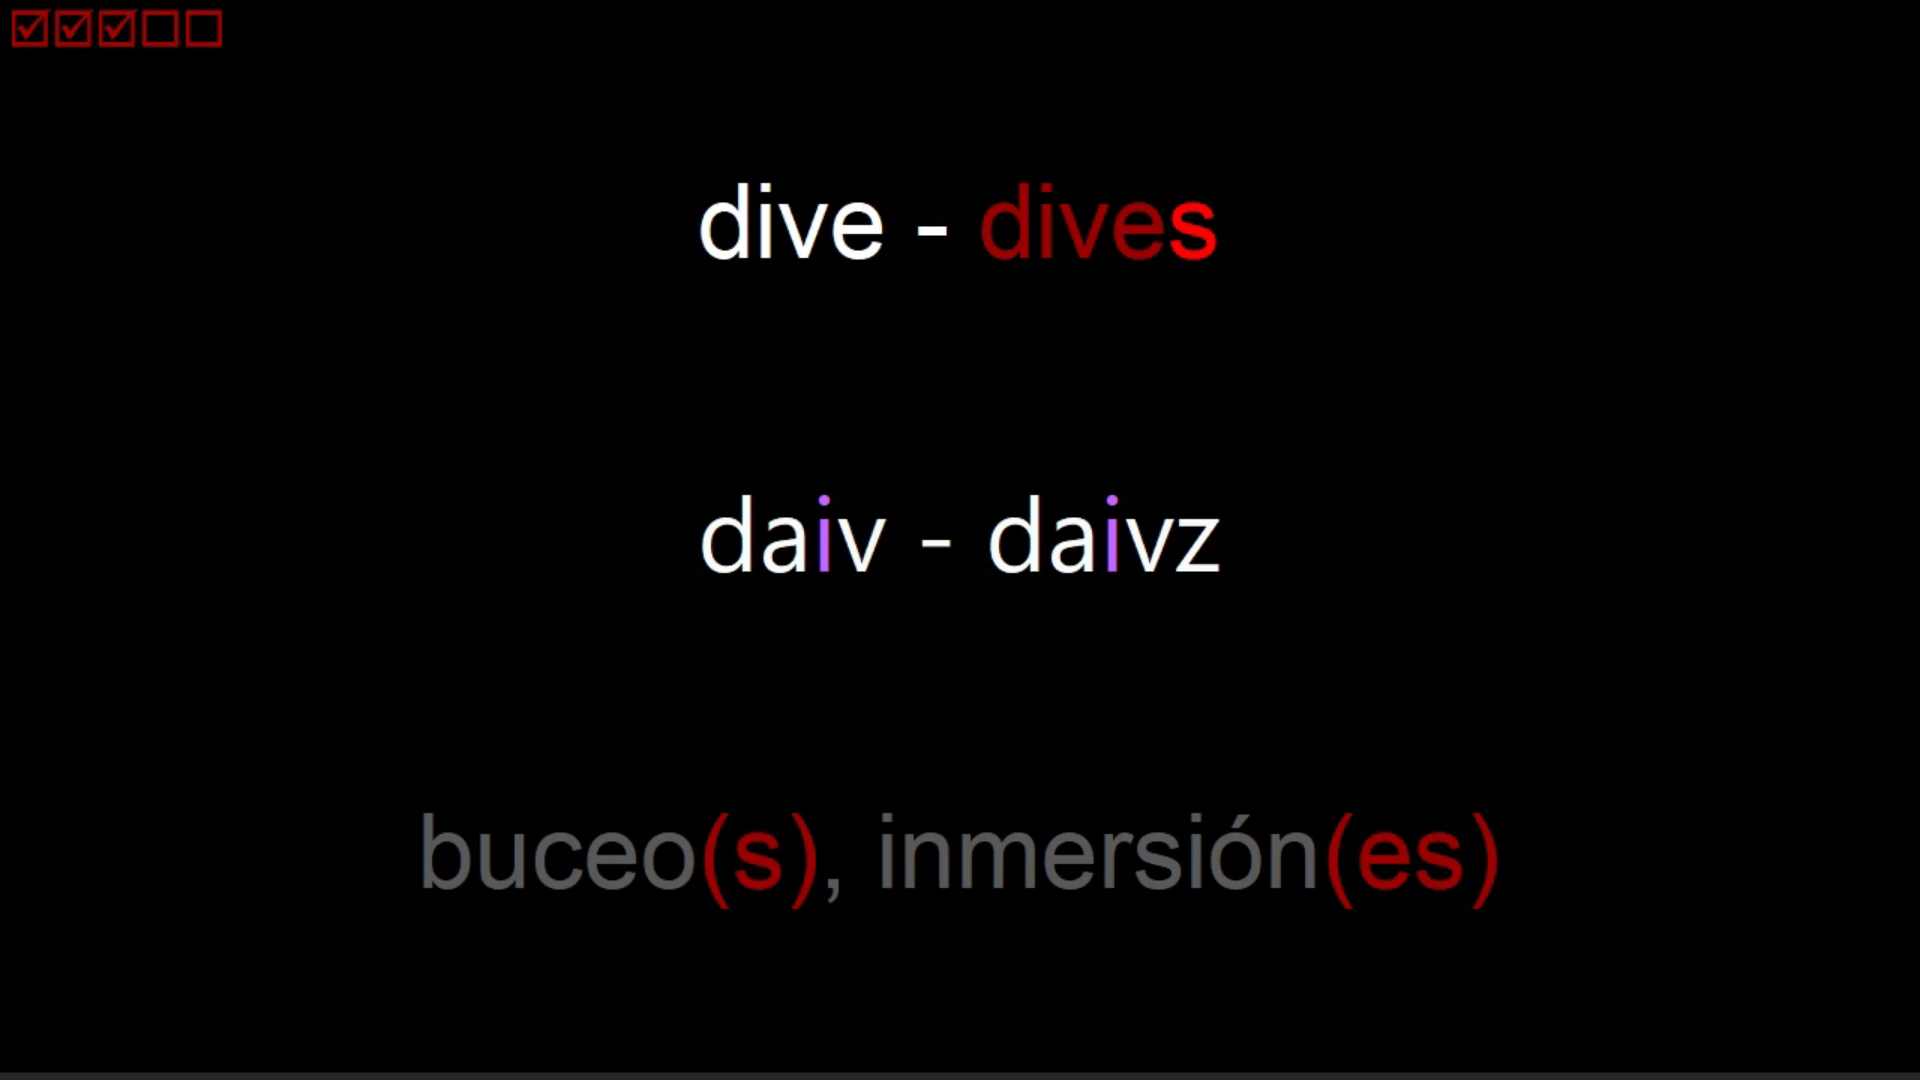 dive - dives
daiv - daivz
buceo(s), inmersión(es)